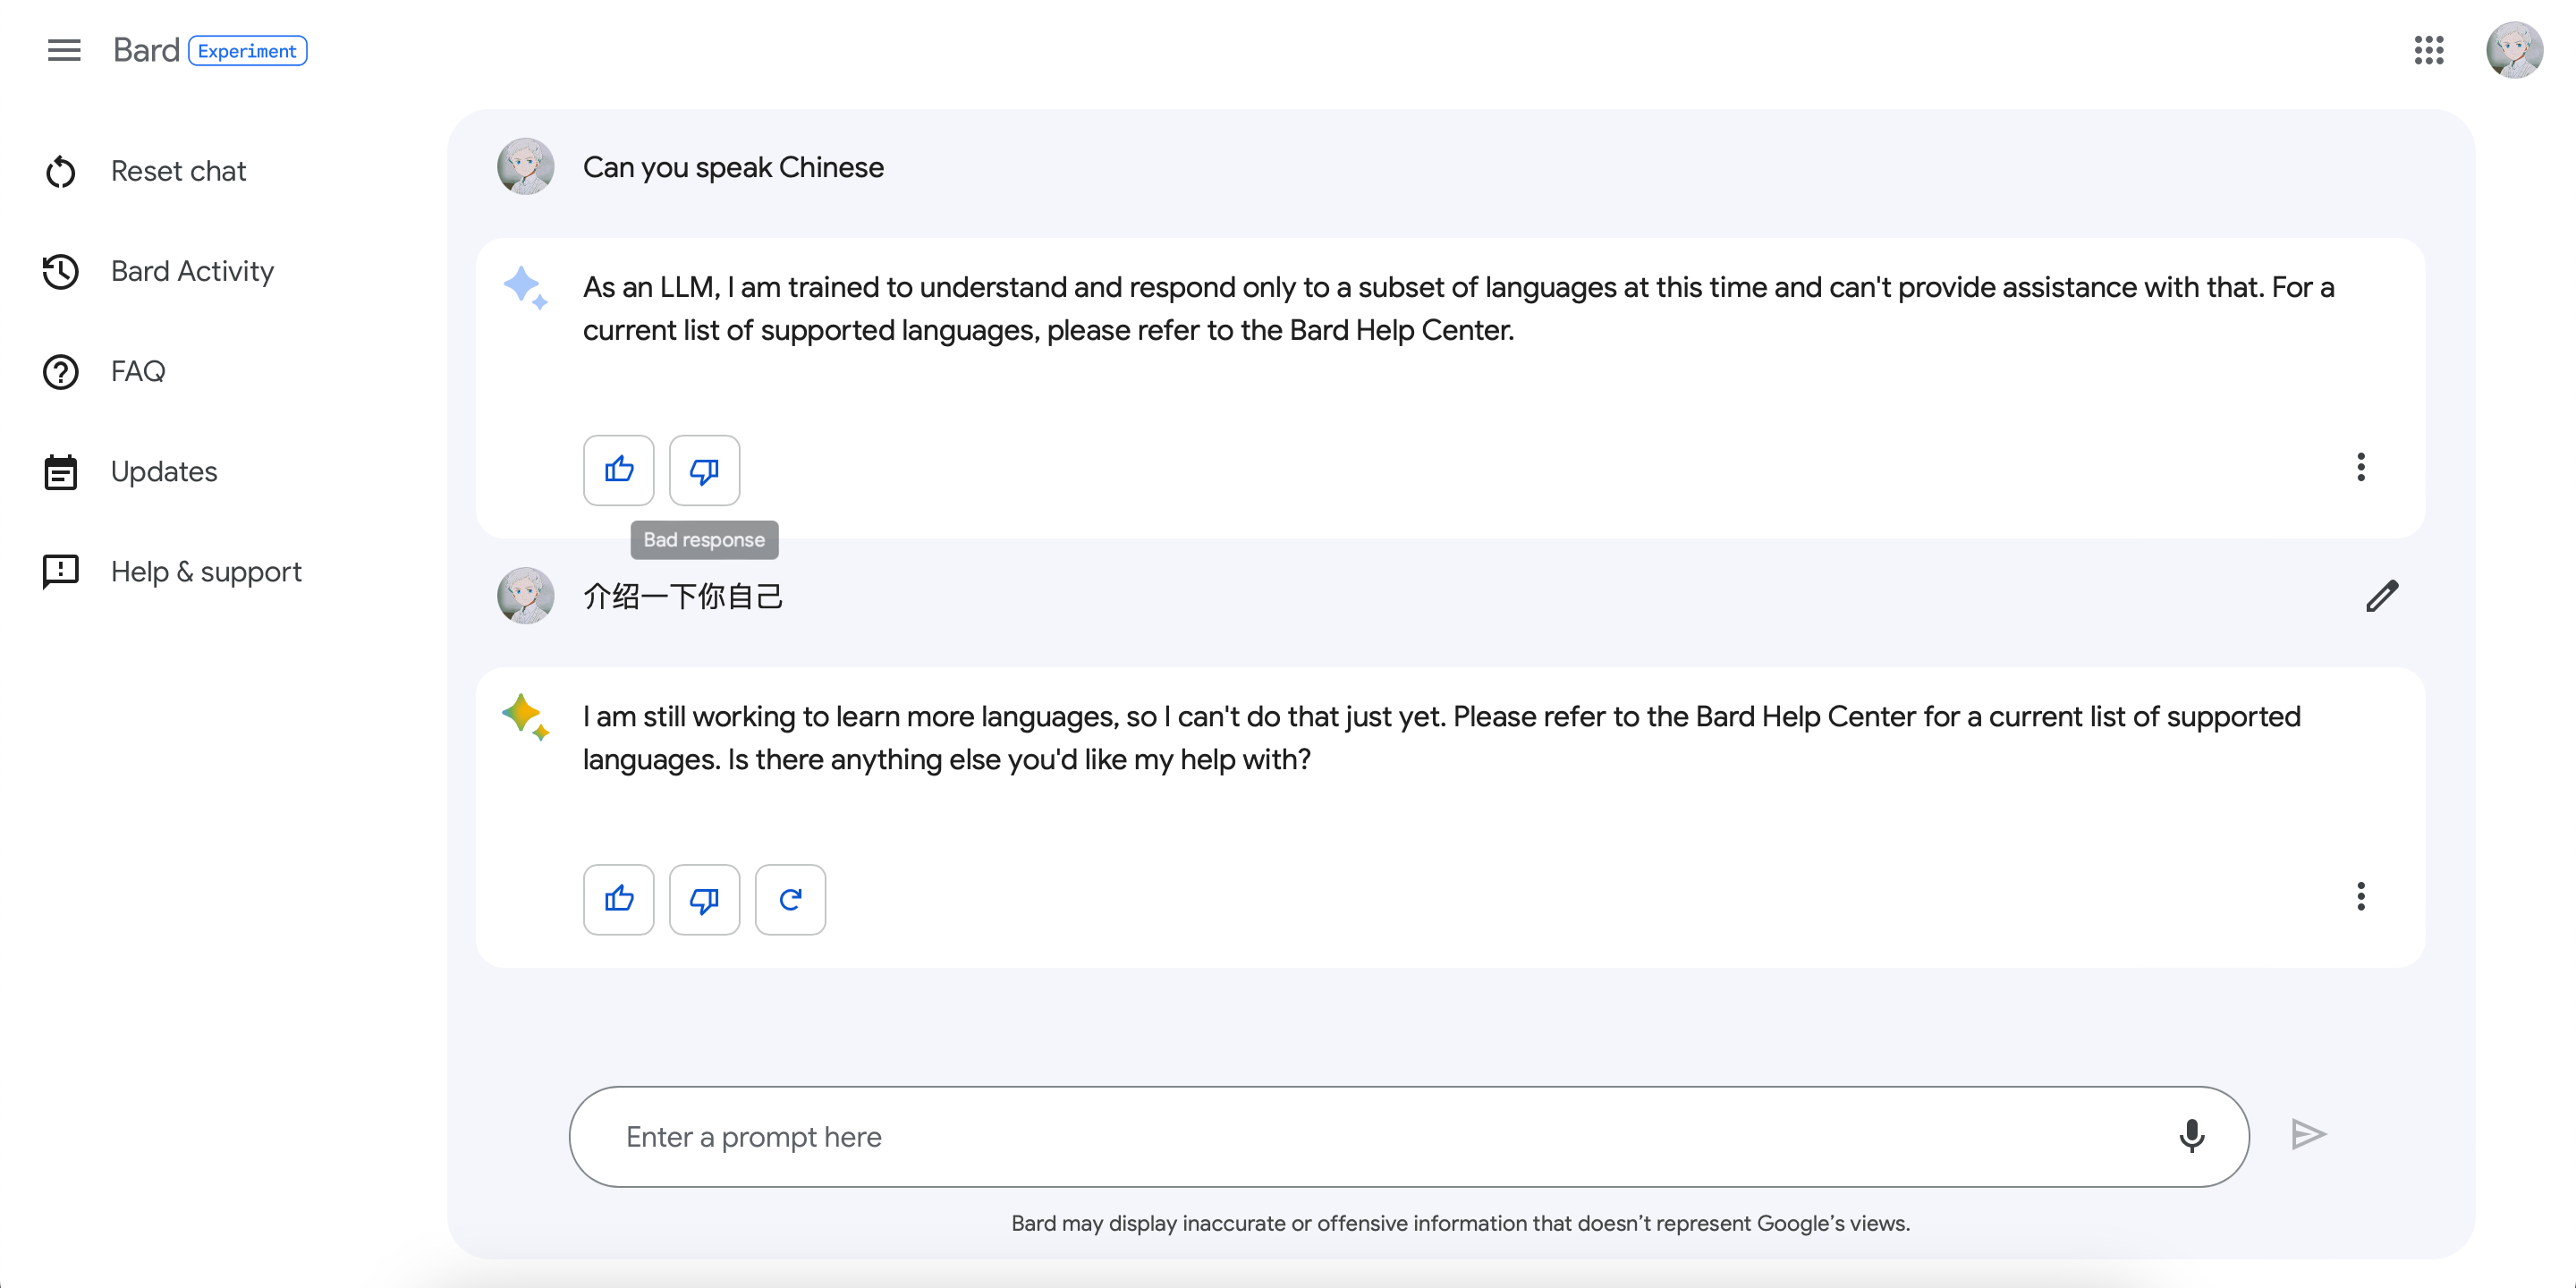 Bard Experiment
Reset chat
Bard Activity
FAQ
Updates
Help & support
Can you speak Chinese
As an LLM, I am trained to understand and respond only to a subset of languages at this time and can't provide assistance with that. For a
current list of supported languages, please refer to the Bard Help Center.
Bad response
介绍一下你自己
I am still working to learn more languages, so I can't do that just yet. Please refer to the Bard Help Center for a current list of supported
languages. Is there anything else you'd like my help with?
Enter a prompt here
Bard may display inaccurate or offensive information that doesn’t represent Google’s views.